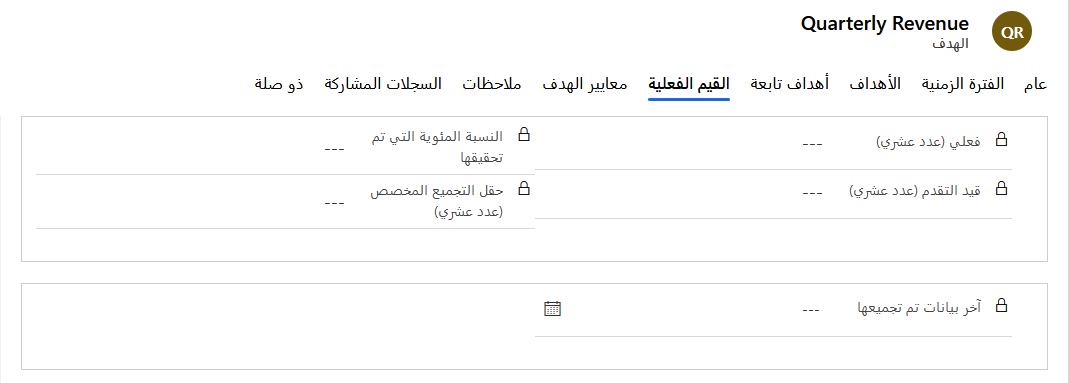 QR
Quarterly Revenue
الهدف
عام
الفترة الزمنية
الأهداف
أهداف تابعة
القيم الفعلية
معايير الهدف
ملاحظات
السجلات المشاركة
ذو صلة
فعلي (عدد عشري)
---
النسبة المئوية التي تم
تحقيقها
---
قيد التقدم (عدد عشري)
---
حقل التجميع المخصص
(عدد عشري)
---
آخر بيانات تم تجميعها
---